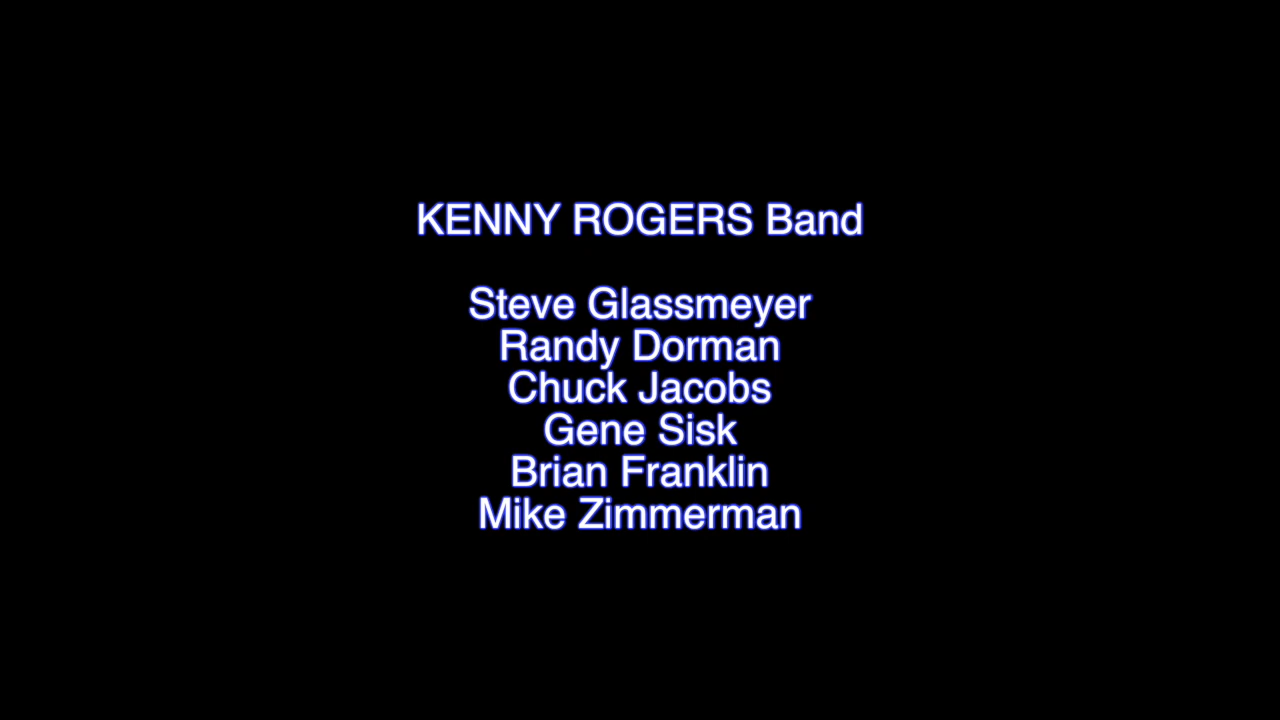 KENNY ROGERS Band
Steve Glassmeyer
Randy Dorman
Chuck Jacobs
Gene Sisk
Brian Franklin
Mike Zimmerman